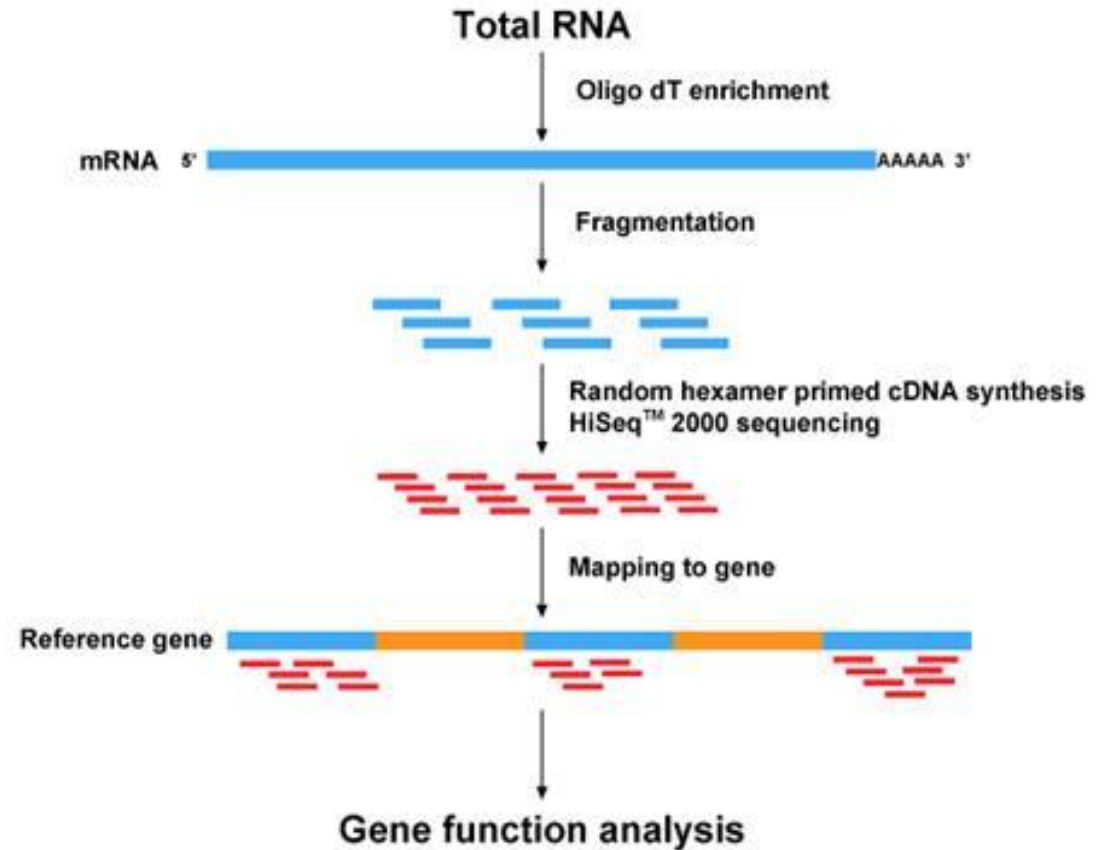 Total RNA
Oligo dT enrichment
mRNA 5' AAAAA 3'
Fragmentation
Random hexamer primed cDNA synthesis
HiSeq™ 2000 sequencing
Mapping to gene
Reference gene
Gene function analysis